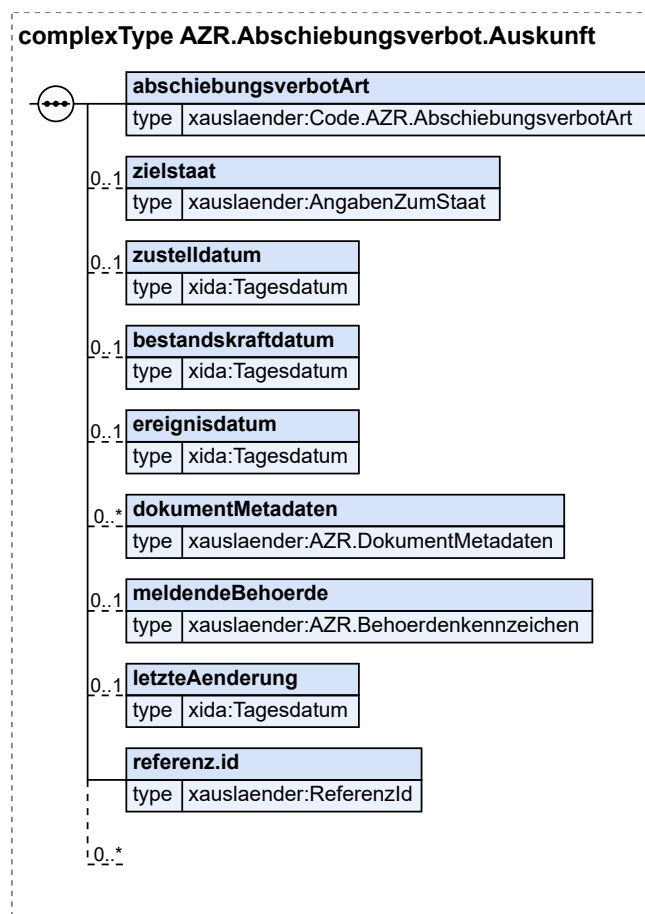 complexType AZR.Abschiebungsverbot.Auskunft
abschiebungsverbotArt
type xauslaender:Code.AZR.AbschiebungsverbotArt
0..1 zielstaat
type xauslaender:AngabenZumStaat
0..1 zustelldatum
type xida:Tagesdatum
0..1 bestandskraftdatum
type xida:Tagesdatum
0..1 ereignisdatum
type xida:Tagesdatum
0..* dokumentMetadaten
type xauslaender:AZR.DokumentMetadaten
0..1 meldendeBehoerde
type xauslaender:AZR.Behoerdenkennzeichen
0..1 letzteAenderung
type xida:Tagesdatum
referenz.id
type xauslaender:ReferenzId
0..*